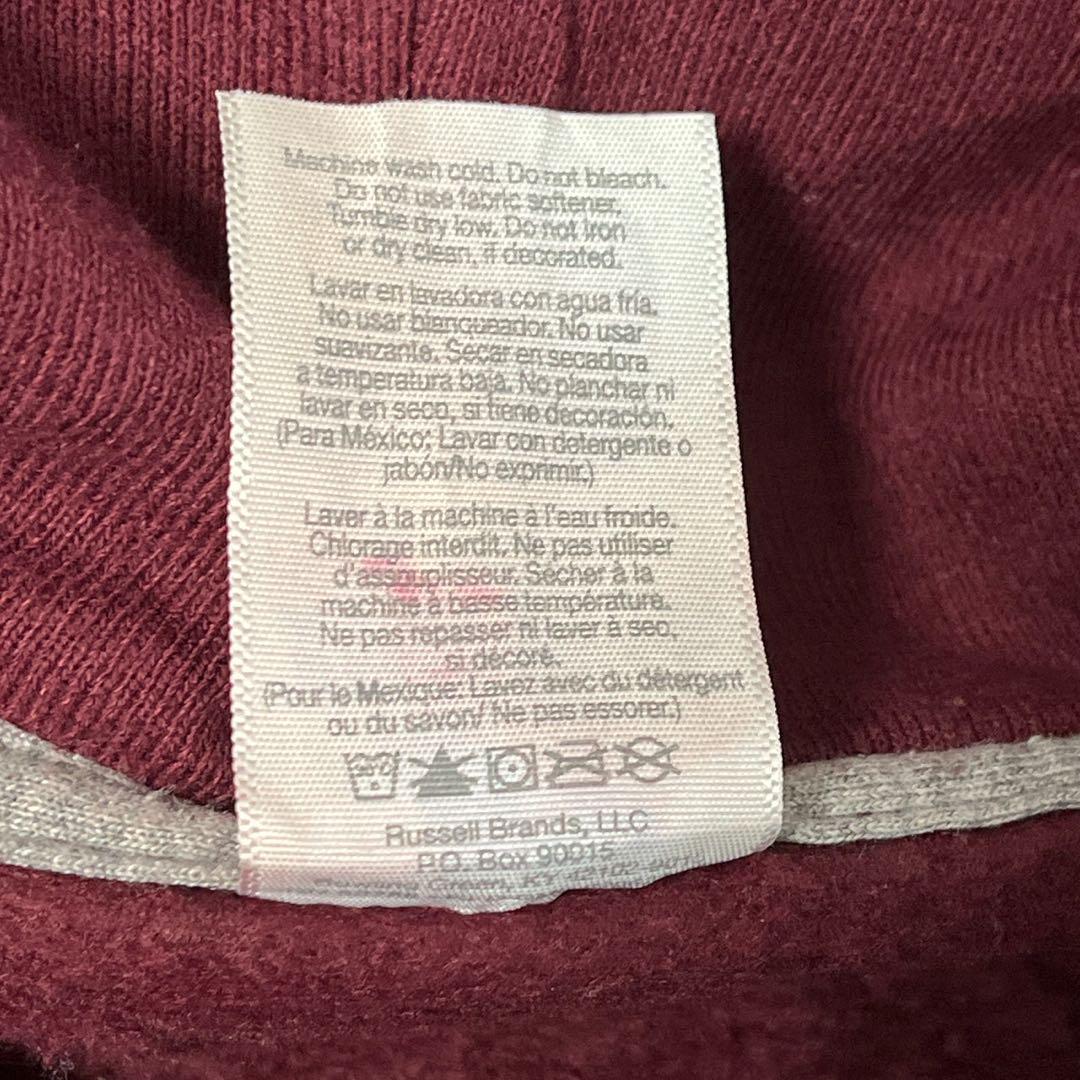 Machine wash cold. Do not bleach.
Do not use fabric softener.
Tumble dry low. Do not iron
or dry clean, if decorated.
Lavar en lavadora con agua fría.
No usar blanqueador. No usar
suavizante. Secar en secadora
a temperatura baja. No planchar ni
lavar en seco, si tiene decoración.
(Para México: Lavar con detergente o
jabón/No exprimir.)
Laver à la machine à l'eau froide.
Chlorage interdit. Ne pas utiliser
d'assouplisseur. Sécher à la
machine à basse température.
Ne pas repasser ni laver à sec,
si décoré.
(Pour le Mexique: Lavez avec du détergent
ou du savon/ Ne pas essorer.)
Russell Brands, LLC
P.O. Box 90015
Green, KY